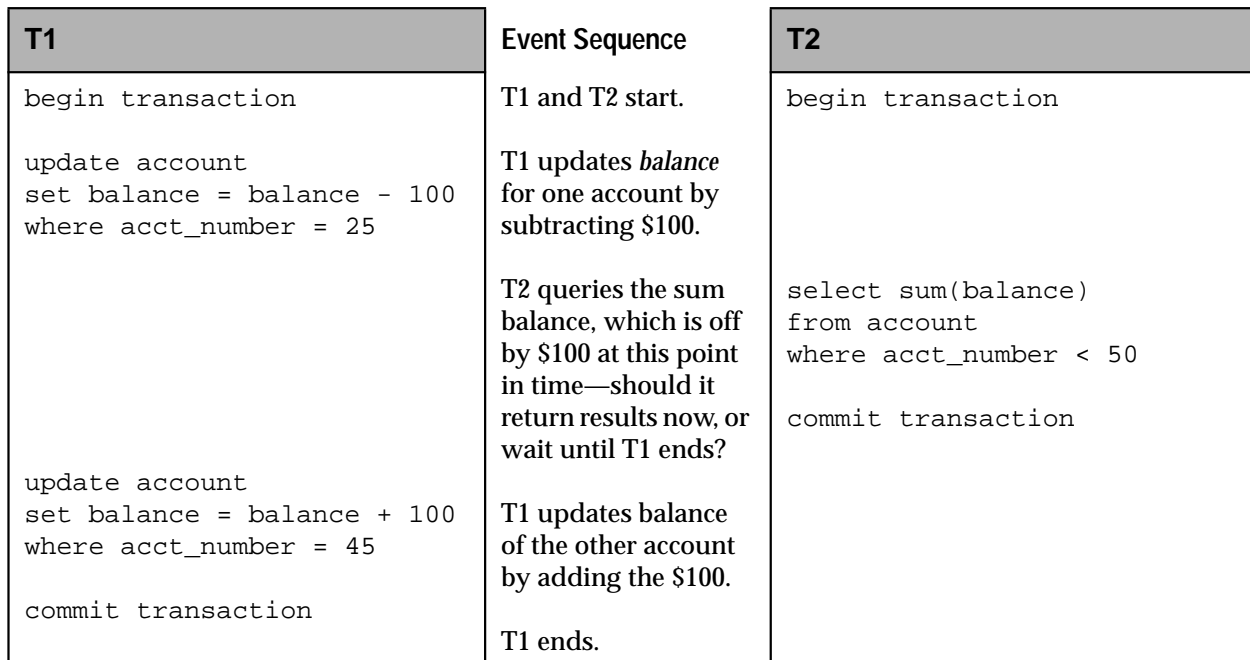 T1
begin transaction
update account
set balance = balance - 100
where acct_number = 25
update account
set balance = balance + 100
where acct_number = 45
commit transaction
Event Sequence
T1 and T2 start.
T1 updates balance
for one account by
subtracting $100.
T2 queries the sum
balance, which is off
by $100 at this point
in time—should it
return results now, or
wait until T1 ends?
T1 updates balance
of the other account
by adding the $100.
T1 ends.
T2
begin transaction
select sum(balance)
from account
where acct_number < 50
commit transaction